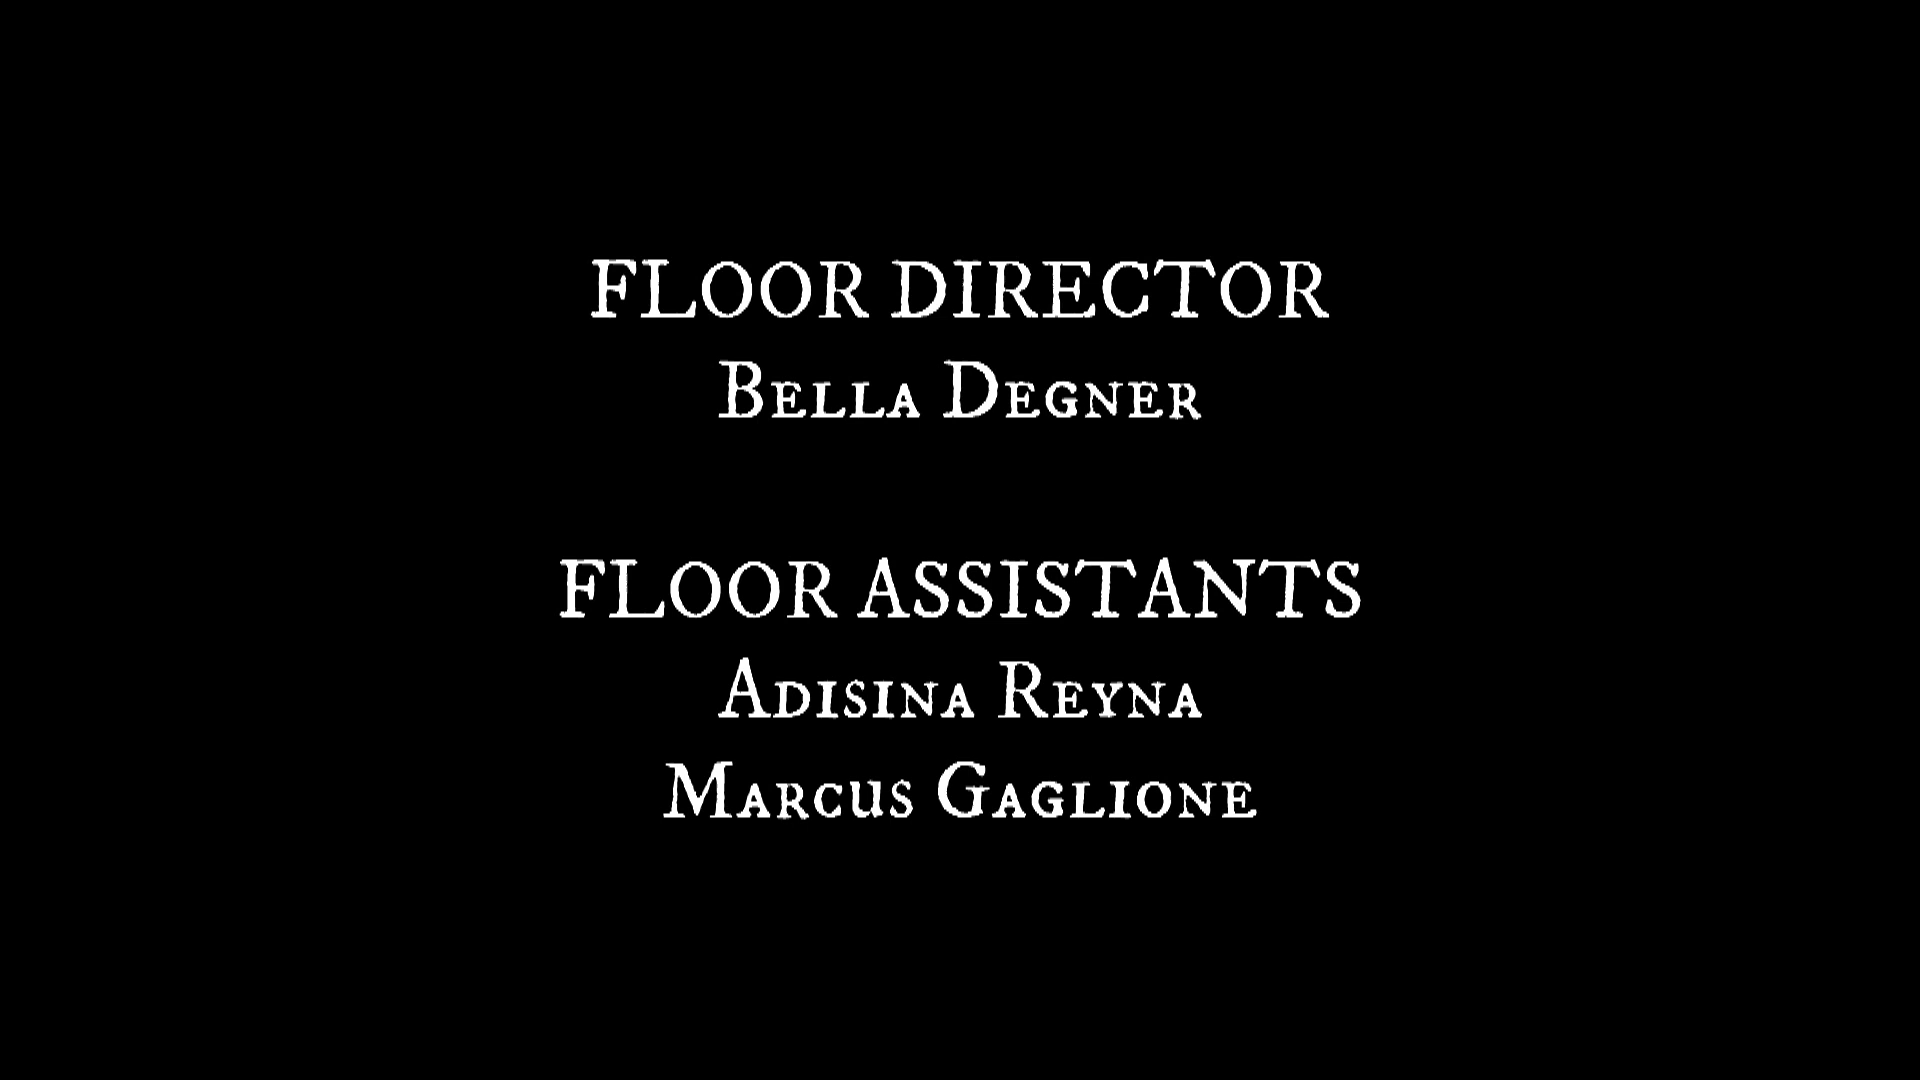 FLOOR DIRECTOR
Bella Degner
FLOOR ASSISTANTS
Adisina Reyna
Marcus Gaglione